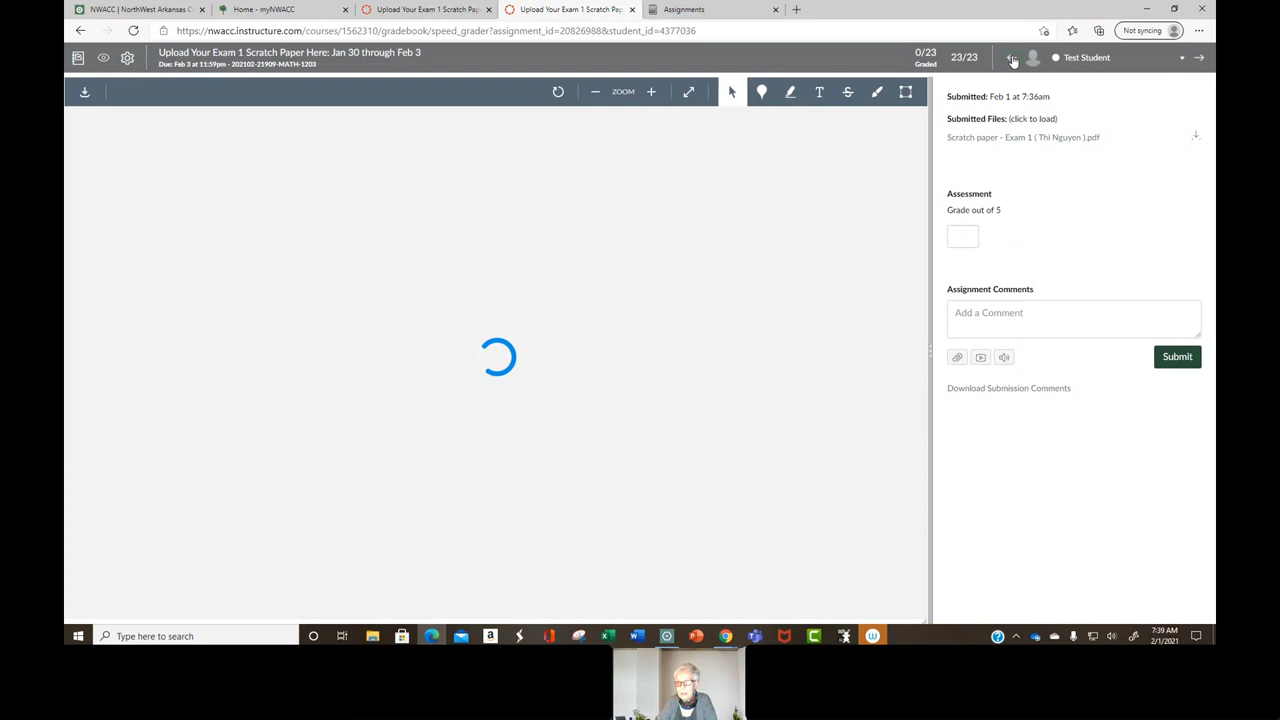 NWACC | NorthWest Arkansas C
Home - myNWACC
Upload Your Exam 1 Scratch Pap
Upload Your Exam 1 Scratch Pap
Assignments
https://nwacc.instructure.com/courses/1562310/gradebook/speed_grader?assignment_id=20826988&student_id=4377036
Not syncing
Upload Your Exam 1 Scratch Paper Here: Jan 30 through Feb 3
Due: Feb 3 at 11:59pm - 202102-21909-MATH-1203
0/23
Graded
23/23
Test Student
ZOOM
T
Submitted: Feb 1 at 7:36am
Submitted Files: (click to load)
Scratch paper - Exam 1 ( Thi Nguyen ).pdf
Assessment
Grade out of 5
Assignment Comments
Add a Comment
Submit
Download Submission Comments
Type here to search
7:39 AM
2/1/2021